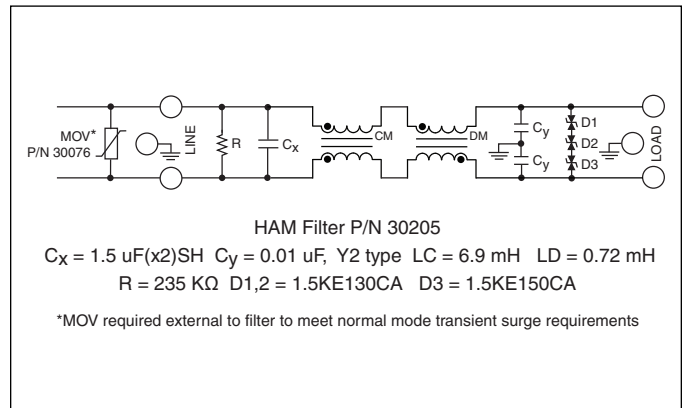 MOV*
P/N 30076
LINE
R
Cx
CM
DM
Cy
Cy
D1
D2
D3
LOAD
HAM Filter P/N 30205
Cx = 1.5 uF(x2)SH Cy = 0.01 uF, Y2 type LC = 6.9 mH LD = 0.72 mH
R = 235 KΩ D1,2 = 1.5KE130CA D3 = 1.5KE150CA
*MOV required external to filter to meet normal mode transient surge requirements